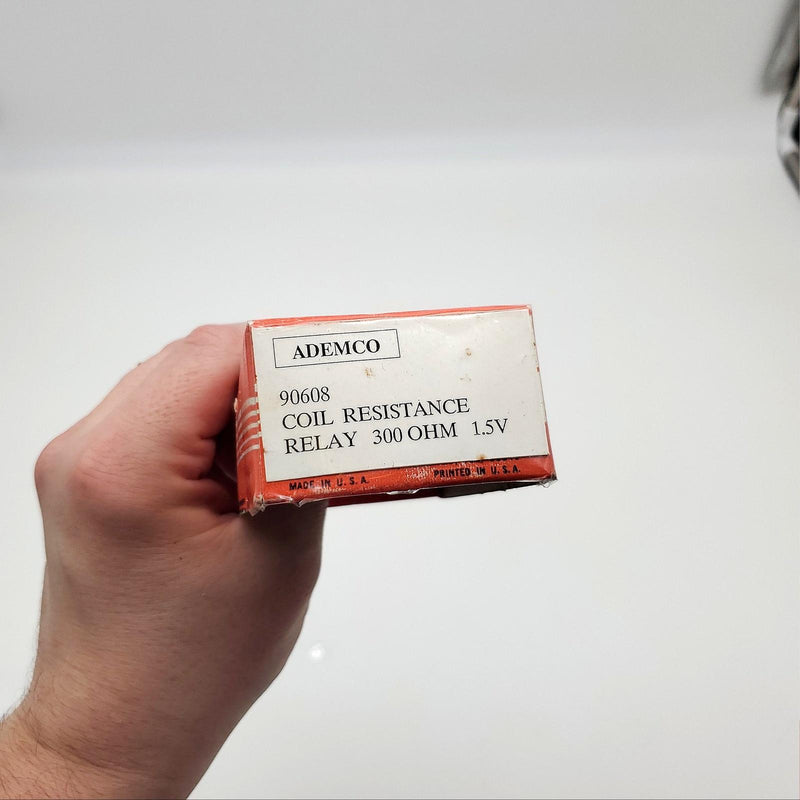 ADEMCO
90608
COIL RESISTANCE
RELAY 300 OHM 1.5V
MADE IN U.S.A.
PRINTED IN U.S.A.